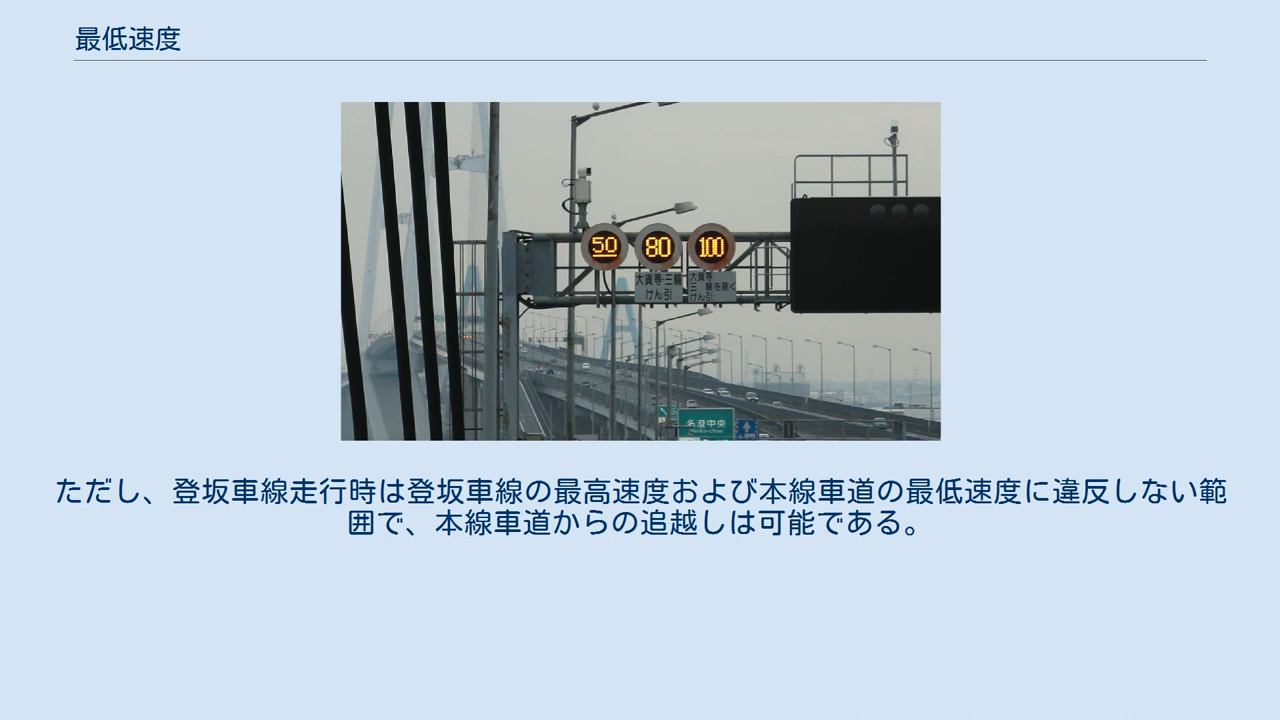 最低速度
50 80 100
大貨等・三輪
けん引
大貨等
三 輪を除く
けん引
名港中央
Meiko-chuo
ただし、登坂車線走行時は登坂車線の最高速度および本線車道の最低速度に違反しない範
囲で、本線車道からの追越しは可能である。